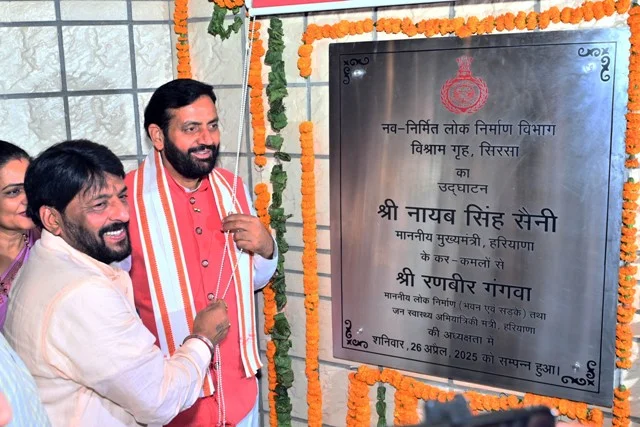 नव-निर्मित लोक निर्माण विभाग
विश्राम गृह, सिरसा
का
उद्घाटन
श्री नायब सिंह सैनी
माननीय मुख्यमंत्री, हरियाणा
के कर-कमलों से
श्री रणबीर गंगवा
माननीय लोक निर्माण (भवन एवं सड़कें) तथा
जन स्वास्थ्य अभियांत्रिकी मंत्री, हरियाणा
की अध्यक्षता में
शनिवार, 26 अप्रैल, 2025 को सम्पन्न हुआ।